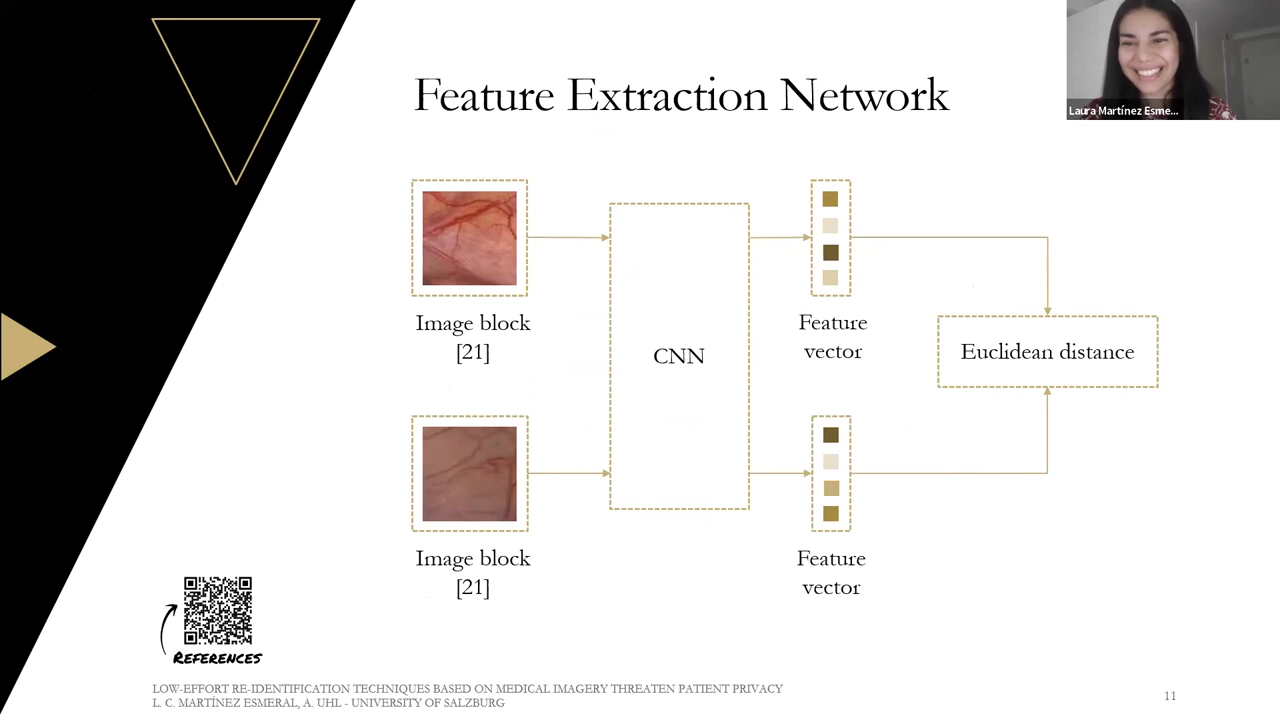 Feature Extraction Network
Laura Martínez Esme...
Image block
[21]
CNN
Feature
vector
Euclidean distance
Image block
[21]
Feature
vector
REFERENCES
LOW-EFFORT RE-IDENTIFICATION TECHNIQUES BASED ON MEDICAL IMAGERY THREATEN PATIENT PRIVACY
L. C. MARTÍNEZ ESMERAL, A. UHL - UNIVERSITY OF SALZBURG
11